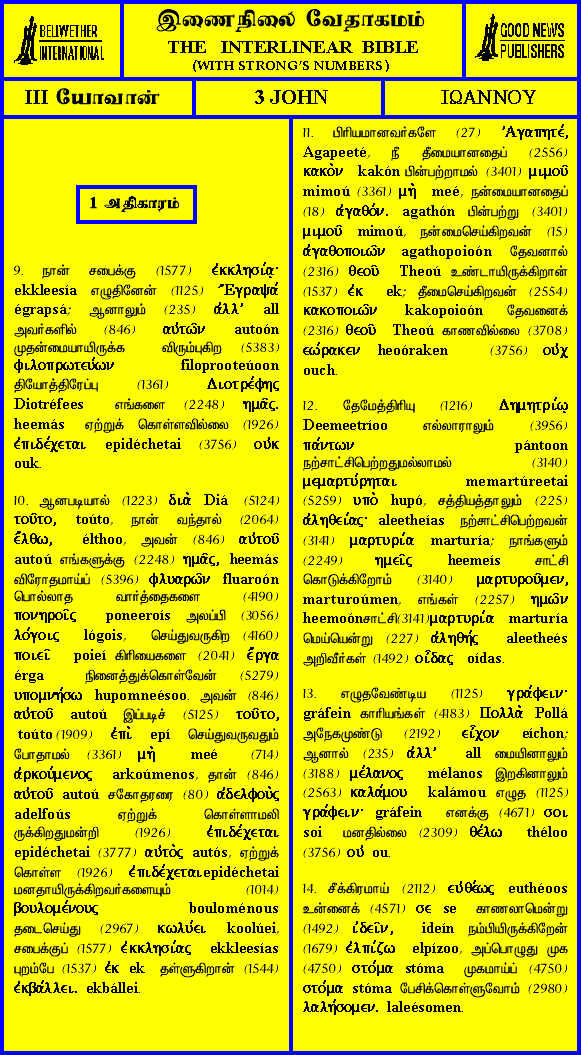 BELLWETHER
INTERNATIONAL
இணைநிலை வேதாகமம்
THE INTERLINEAR BIBLE
(WITH STRONG'S NUMBERS)
GOOD NEWS
PUBLISHERS
III யோவான்
3 JOHN
ΙΩΑΝΝΟΥ
1 அதிகாரம்
9. நான் சபைக்கு (1577) ἐκκλησίᾳ·
ekkleesía எழுதினேன் (1125) Ἔγραψά
égrapsá; ஆனாலும் (235) ἀλλ' all
அவர்களில் (846) αὐτῶν autoón
முதன்மையாயிருக்க விரும்புகிற (5383)
φιλοπρωτεύων filoprooteúoon
தியோத்திரேப்பு (1361) Διοτρέφης
Diotréfees எங்களை (2248) ημᾶς.
heemás ஏற்றுக் கொள்ளவில்லை (1926)
ἐπιδέχεται epidéchetai (3756) οὐκ
ouk.
10. ஆனபடியால் (1223) διὰ Diá (5124)
τοῦτο, toúto, நான் வந்தால் (2064)
ἔλθω, élthoo, அவன் (846) αὐτοῦ
autoú எங்களுக்கு (2248) ημᾶς, heemás
விரோதமாய்ப் (5396) φλυαρῶν fluaroón
பொல்லாத வார்த்தைகளை (4190)
πονηροῖς poneerois அலப்பி (3056)
λόγοις lógois, செய்துவருகிற (4160)
ποιεῖ poieí கிரியைகளை (2041) ἔργα
érga நினைத்துக்கொள்வேன் (5279)
υπομνήσω hupomneésoo. அவன் (846)
αὐτοῦ autoú இப்படிச் (5125) τοῦτο,
toúto (1909) ἐπὶ epí செய்துவருவதும்
போதாமல் (3361) μὴ meé (714)
ἀρκούμενος arkoúmenos, தான் (846)
αὐτοῦ autoú சகோதரரை (80) ἀδελφοὺς
adelfoús ஏற்றுக் கொள்ளாமலி
ருக்கிறதுமன்றி (1926) ἐπιδέχεται
epidéchetai (3777) αὐτὸς autós, ஏற்றுக்
கொள்ள (1926) ἐπιδέχεται epidéchetai
மனதாயிருக்கிறவர்களையும் (1014)
βουλομένους bouloménous
தடைசெய்து (2967) κωλύει koolúei,
சபைக்குப் (1577) ἐκκλησίας ekkleesías
புறம்பே (1537) ἐκ ek தள்ளுகிறான் (1544)
ἐκβάλλει. ekbállei.
11. பிரியமானவர்களே (27) Ἀγαπητέ,
Agapeeté, நீ தீமையானதைப் (2556)
κακὸν kakón பின்பற்றாமல் (3401) μιμοῦ
mimoú (3361) μὴ meé, நன்மையானதைப்
(18) ἀγαθόν. agathón பின்பற்று (3401)
μιμοῦ mimoú, நன்மைசெய்கிறவன் (15)
ἀγαθοποιῶν agathopoioón தேவனால்
(2316) θεοῦ Theoú உண்டாயிருக்கிறான்
(1537) ἐκ ek; தீமைசெய்கிறவன் (2554)
κακοποιῶν kakopoioón தேவனைக்
(2316) θεοῦ Theoú காணவில்லை (3708)
εώρακεν heoóraken (3756) οὐχ
ouch.
12. தேமேத்திரியு (1216) Δημητρίῳ
Deemeetríoo எல்லாராலும் (3956)
πάντων pántoon
நற்சாட்சிபெற்றதுமல்லாமல் (3140)
μεμαρτύρηται memartúreetai
(5259) υπὸ hupó, சத்தியத்தாலும் (225)
ἀληθείας· aleetheías நற்சாட்சிபெற்றவன்
(3141) μαρτυρία marturía; நாங்களும்
(2249) ημεῖς heemeís சாட்சி
கொடுக்கிறோம் (3140) μαρτυροῦμεν,
marturoúmen, எங்கள் (2257) ημῶν
heemoónசாட்சி(3141)μαρτυρία marturía
மெய்யென்று (227) ἀληθής aleetheés
அறிவீர்கள் (1492) οἶδας oídas.
13. எழுதவேண்டிய (1125) γράφειν·
gráfein காரியங்கள் (4183) Πολλὰ Pollá
அநேகமுண்டு (2192) εἶχον eíchon;
ஆனால் (235) ἀλλ' all மையினாலும்
(3188) μέλανος mélanos இறகினாலும்
(2563) καλάμου kalámou எழுத (1125)
γράφειν· gráfein எனக்கு (4671) σοι
soi மனதில்லை (2309) θέλω théloo
(3756) οὐ ou.
14. சீக்கிரமாய் (2112) εὐθέως euthéoos
உன்னைக் (4571) σε se காணலாமென்று
(1492) ἰδεῖν, ideín நம்பியிருக்கிறேன்
(1679) ἐλπίζω elpízoo, அப்பொழுது முக
(4750) στόμα stóma முகமாய்ப் (4750)
στόμα stóma பேசிக்கொள்ளுவோம் (2980)
λαλήσομεν. laleésomen.